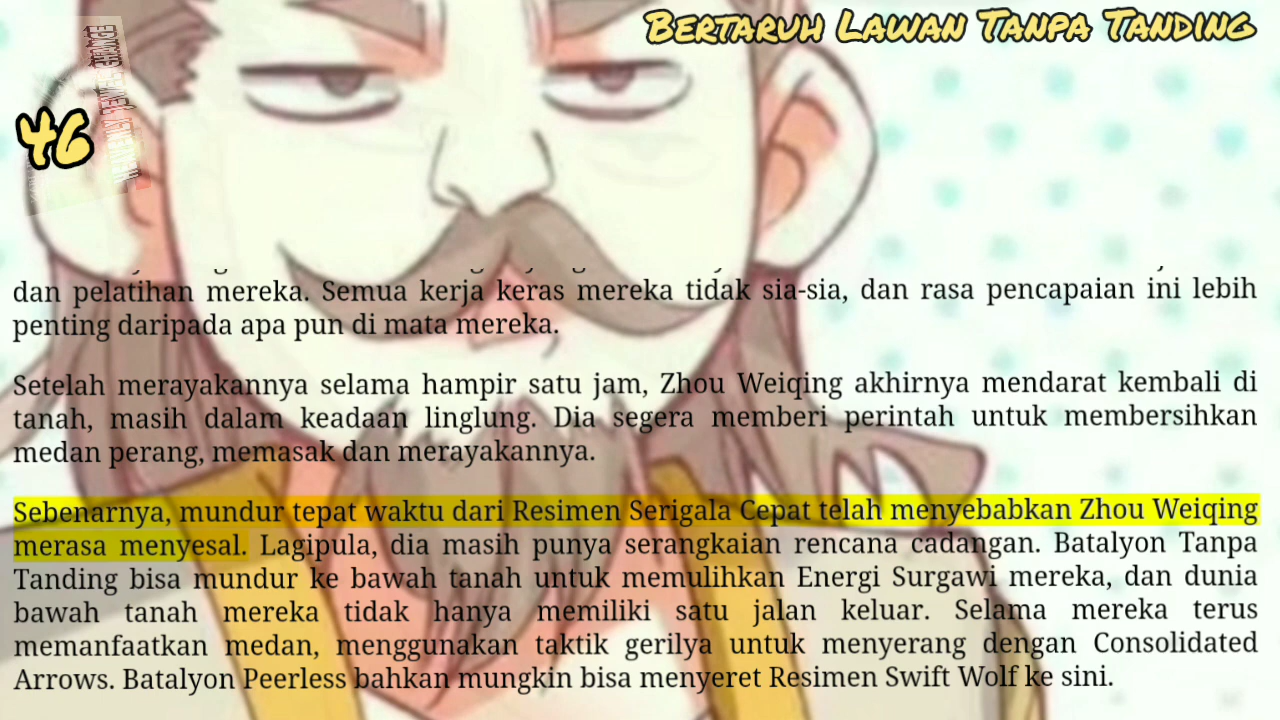 Bertaruh Lawan Tanpa Tanding
46
dan pelatihan mereka. Semua kerja keras mereka tidak sia-sia, dan rasa pencapaian ini lebih
penting daripada apa pun di mata mereka.
Setelah merayakannya selama hampir satu jam, Zhou Weiqing akhirnya mendarat kembali di
tanah, masih dalam keadaan linglung. Dia segera memberi perintah untuk membersihkan
medan perang, memasak dan merayakannya.
Sebenarnya, mundur tepat waktu dari Resimen Serigala Cepat telah menyebabkan Zhou Weiqing
merasa menyesal. Lagipula, dia masih punya serangkaian rencana cadangan. Batalyon Tanpa
Tanding bisa mundur ke bawah tanah untuk memulihkan Energi Surgawi mereka, dan dunia
bawah tanah mereka tidak hanya memiliki satu jalan keluar. Selama mereka terus
memanfaatkan medan, menggunakan taktik gerilya untuk menyerang dengan Consolidated
Arrows. Batalyon Peerless bahkan mungkin bisa menyeret Resimen Swift Wolf ke sini.